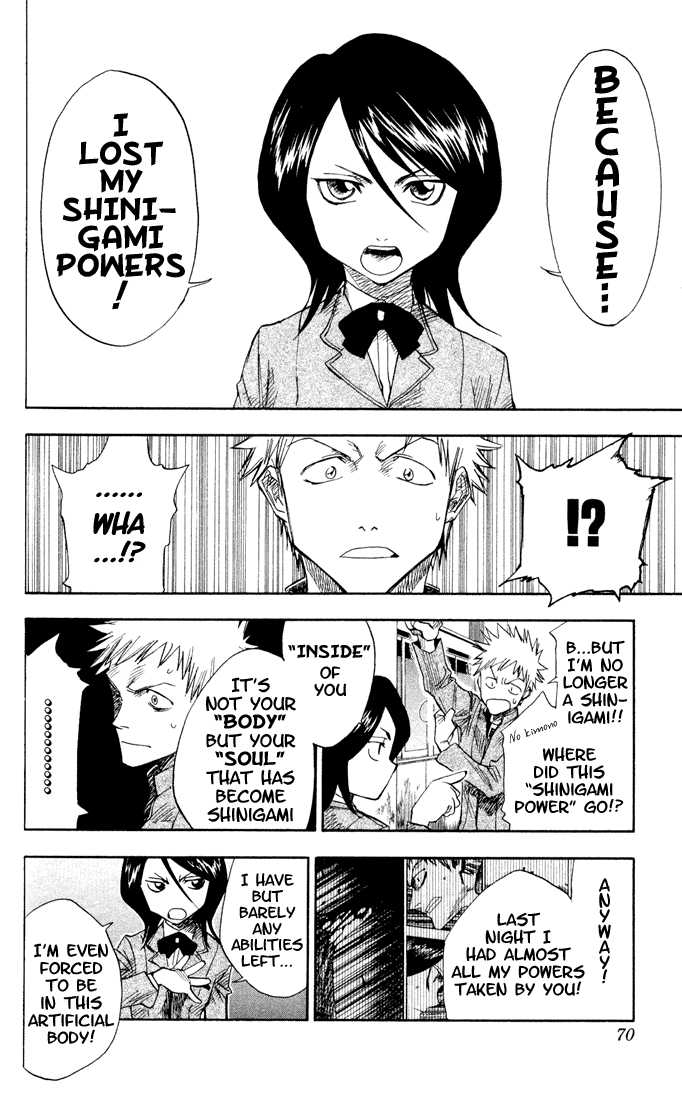 BECAUSE...
I
LOST
MY
SHINI-
GAMI
POWERS
!
!?
......
WHA
...!?
B...BUT
I'M NO
LONGER
A SHIN-
IGAMI!!
No kimono
WHERE
DID THIS
"SHINIGAMI
POWER" GO!?
"INSIDE"
OF
YOU
IT'S
NOT YOUR
"BODY"
BUT YOUR
"SOUL"
THAT HAS
BECOME
SHINIGAMI
............
ANYWAY!
LAST
NIGHT I
HAD ALMOST
ALL MY POWERS
TAKEN BY YOU!
I HAVE
BUT
BARELY
ANY
ABILITIES
LEFT...
I'M EVEN
FORCED
TO BE
IN THIS
ARTIFICIAL
BODY!
70